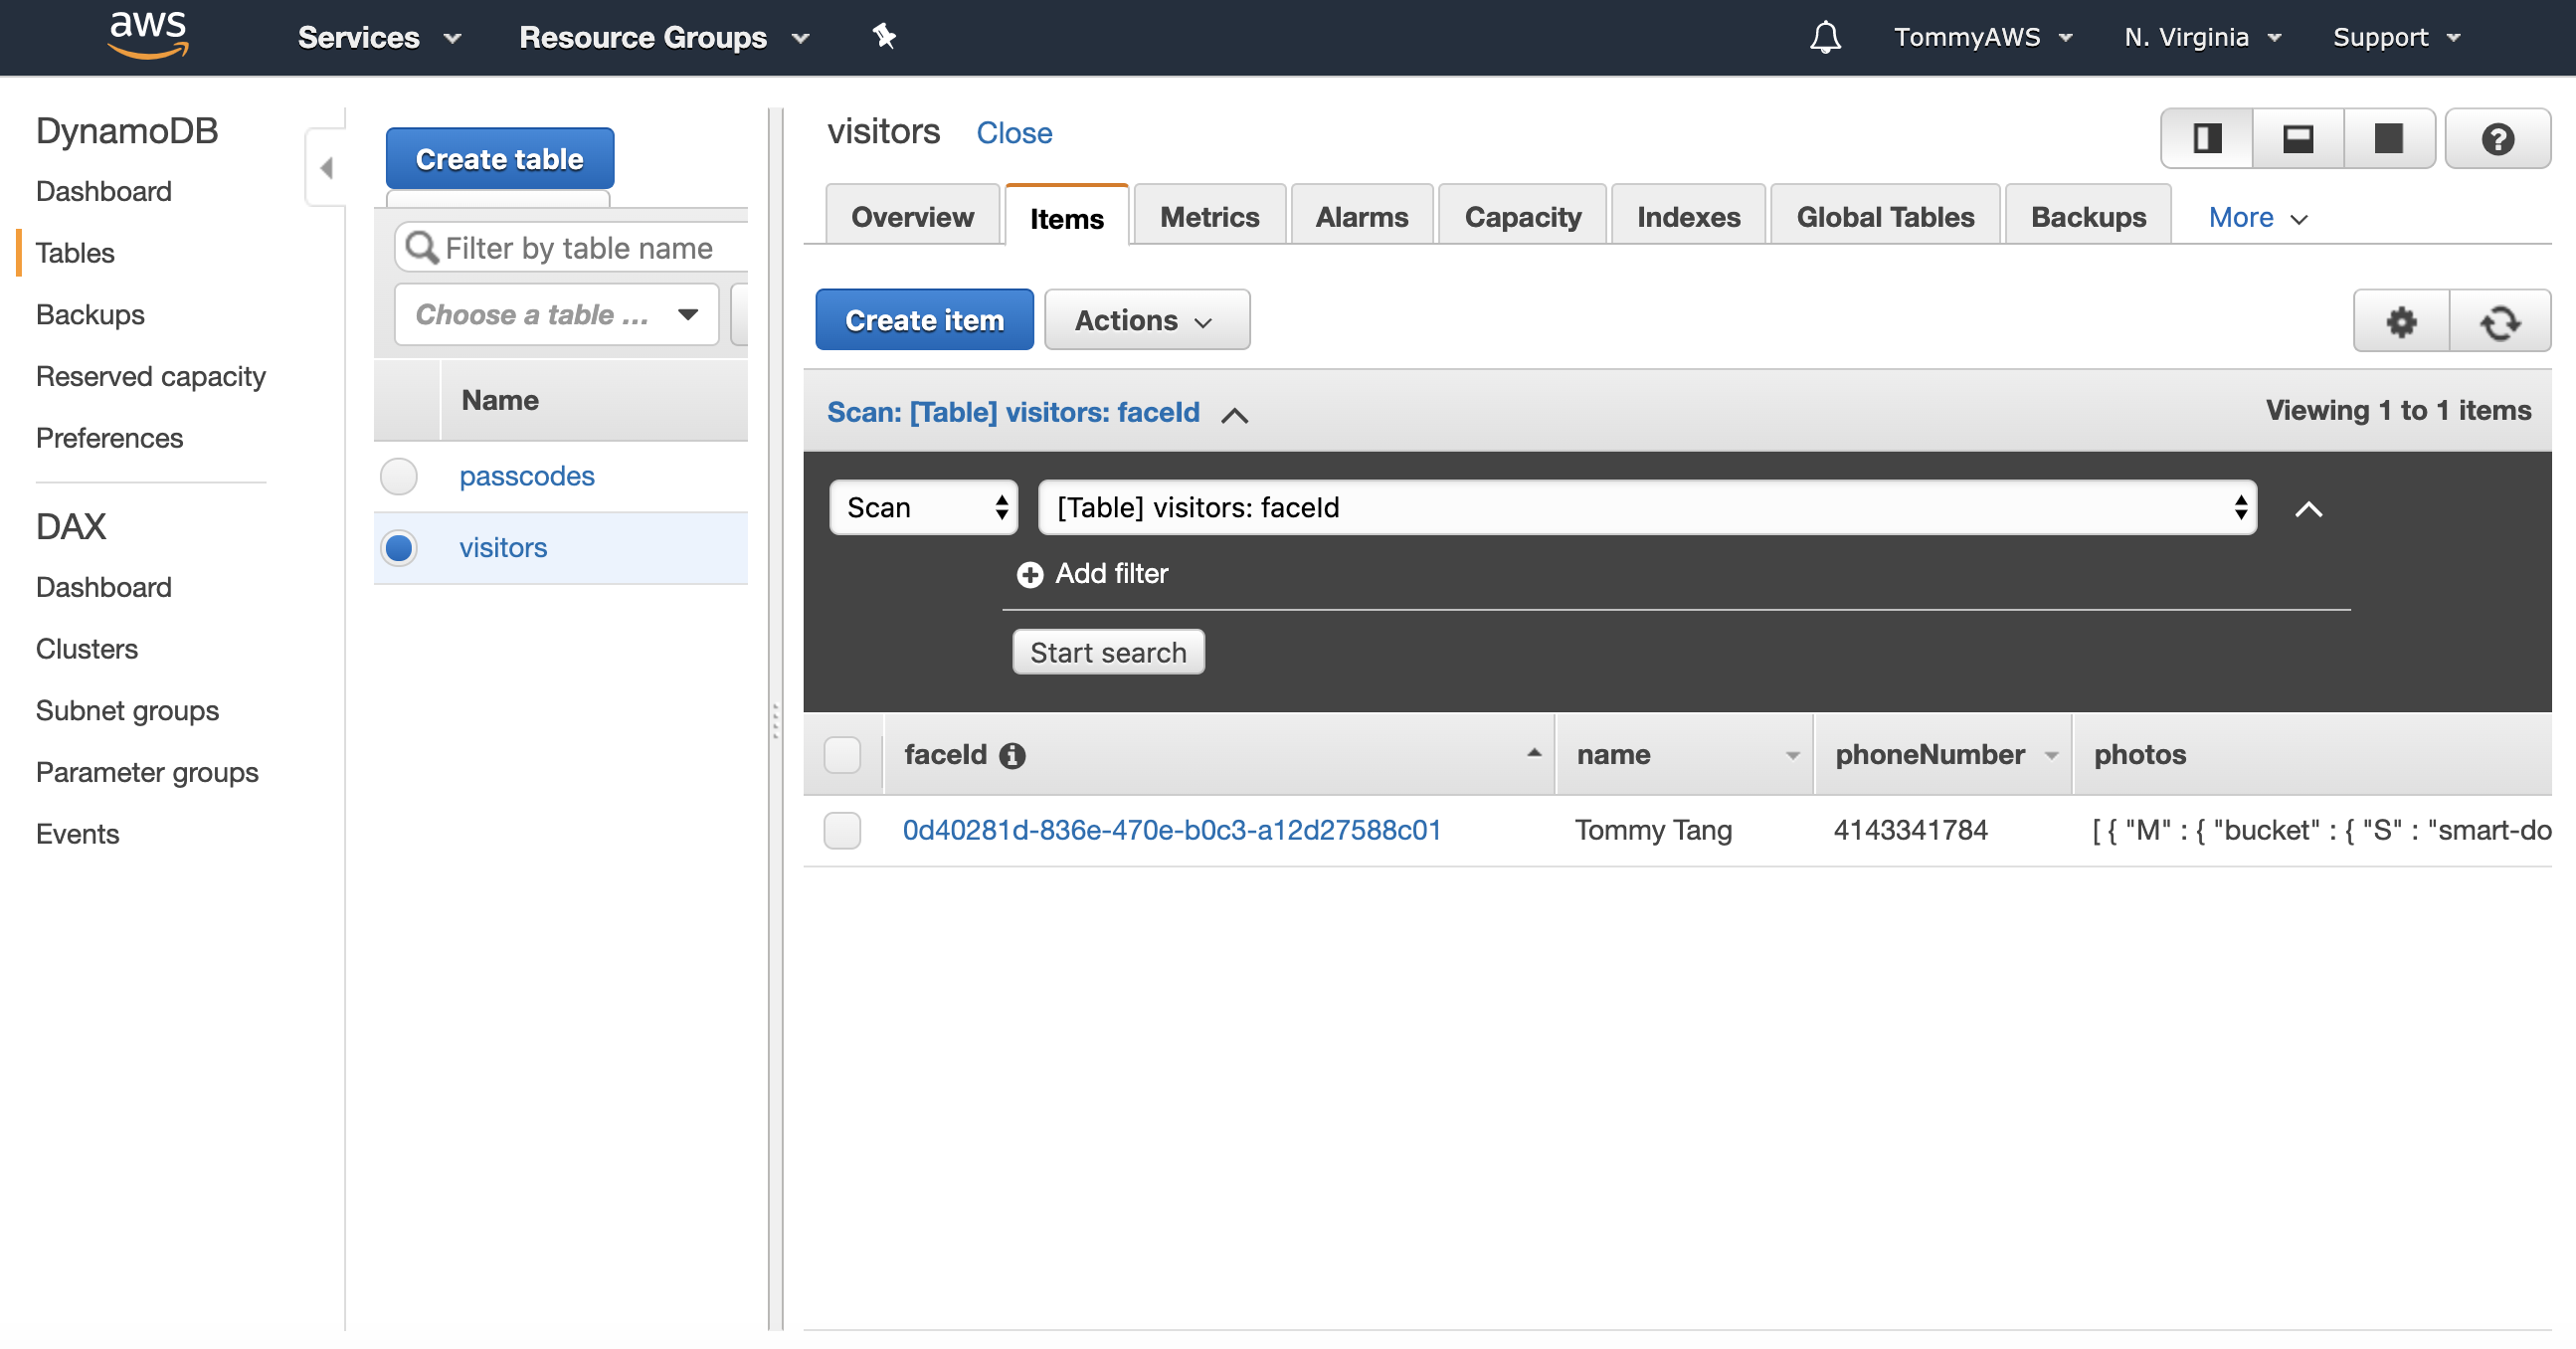 aws Services Resource Groups TommyAWS N. Virginia Support
DynamoDB
Dashboard
Tables
Backups
Reserved capacity
Preferences
DAX
Dashboard
Clusters
Subnet groups
Parameter groups
Events
Create table
Filter by table name
Choose a table ...
Name
passcodes
visitors
visitors Close
Overview Items Metrics Alarms Capacity Indexes Global Tables Backups More
Create item Actions
Scan: [Table] visitors: faceId Viewing 1 to 1 items
Scan [Table] visitors: faceId
Add filter
Start search
faceId name phoneNumber photos
0d40281d-836e-470e-b0c3-a12d27588c01 Tommy Tang 4143341784 [ { "M" : { "bucket" : { "S" : "smart-do